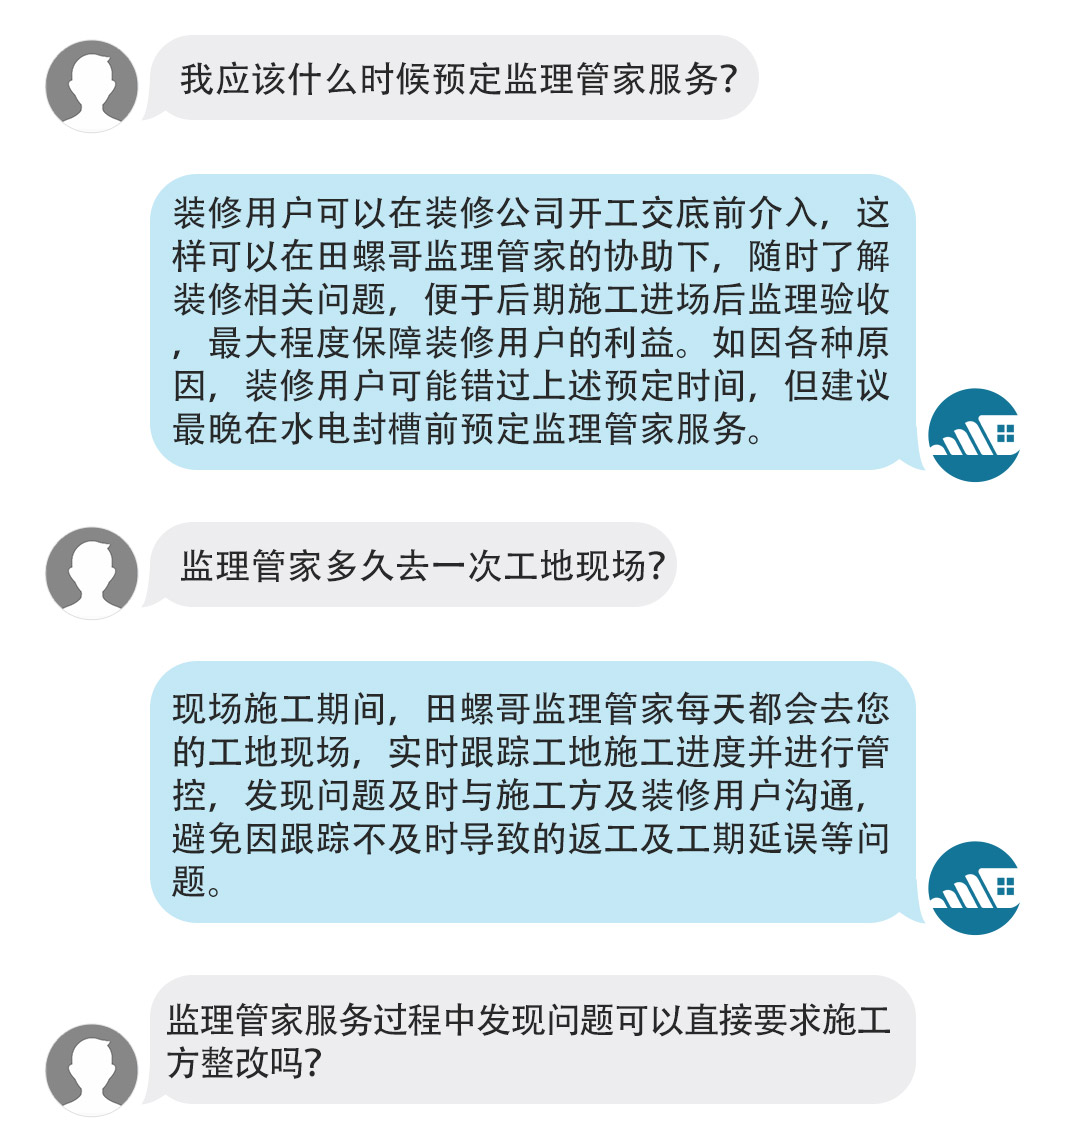 我应该什么时候预定监理管家服务?
装修用户可以在装修公司开工交底前介入，这
样可以在田螺哥监理管家的协助下，随时了解
装修相关问题，便于后期施工进场后监理验收
，最大程度保障装修用户的利益。如因各种原
因，装修用户可能错过上述预定时间，但建议
最晚在水电封槽前预定监理管家服务。
监理管家多久去一次工地现场?
现场施工期间，田螺哥监理管家每天都会去您
的工地现场，实时跟踪工地施工进度并进行管
控，发现问题及时与施工方及装修用户沟通，
避免因跟踪不及时导致的返工及工期延误等问
题。
监理管家服务过程中发现问题可以直接要求施工
方整改吗?